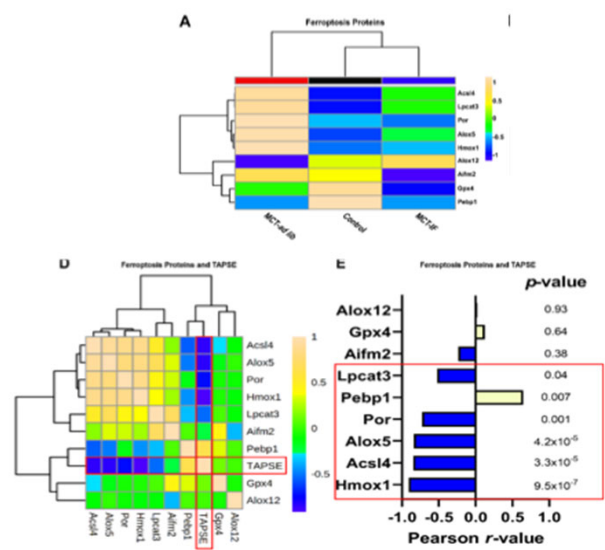 A
Ferroptosis Proteins
Acsl4
Lpcat3
Por
Alox5
Hmox1
Alox12
Aifm2
Gpx4
Pebp1
1
0.5
0
-0.5
-1
MCT-ad lib
Control
MCT-IF
D
Ferroptosis Proteins and TAPSE
Acsl4
Alox5
Por
Hmox1
Lpcat3
Aifm2
Pebp1
TAPSE
Gpx4
Alox12
1
0.5
0
-0.5
Acsl4
Alox5
Por
Hmox1
Lpcat3
Aifm2
Pebp1
TAPSE
Gpx4
Alox12
E
Ferroptosis Proteins and TAPSE
p-value
Alox12 0.93
Gpx4 0.64
Aifm2 0.38
Lpcat3 0.04
Pebp1 0.007
Por 0.001
Alox5 4.2x10-5
Acsl4 3.3x10-5
Hmox1 9.5x10-7
-1.0 -0.5 0.0 0.5 1.0
Pearson r-value